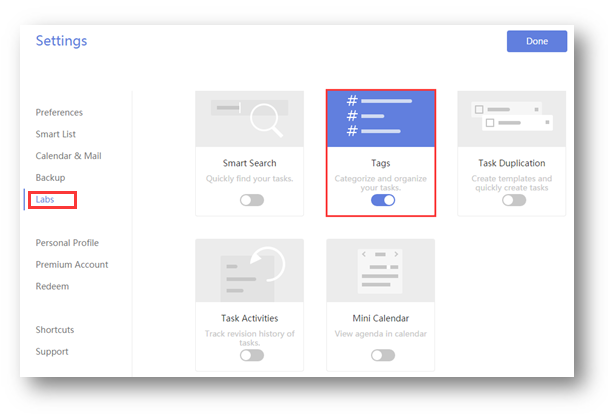 Settings
Done
Preferences
Smart List
Calendar & Mail
Backup
Labs
Personal Profile
Premium Account
Redeem
Shortcuts
Support
Smart Search
Quickly find your tasks.
# 
#
#
Tags
Categorize and organize
your tasks.
Task Duplication
Create templates and
quickly create tasks
Task Activities
Track revision history of
tasks.
Mini Calendar
View agenda in calendar